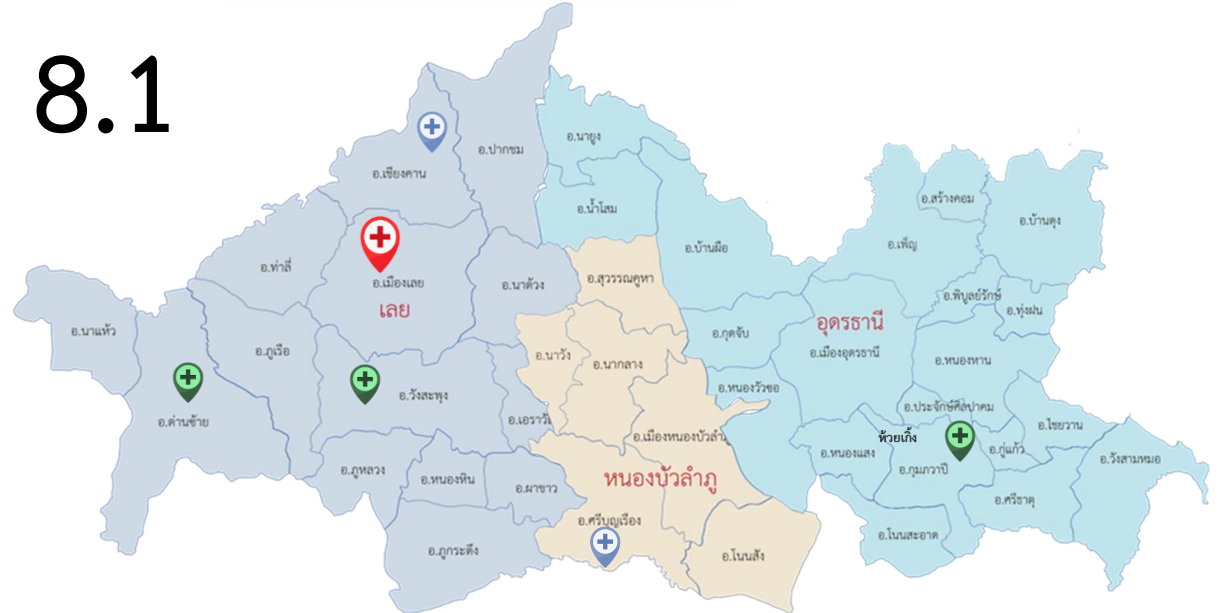 8.1
อ.ปากชม
อ.เชียงคาน
อ.นายูง
อ.น้ำโสม
อ.สร้างคอม
อ.บ้านดุง
อ.เพ็ญ
อ.บ้านผือ
อ.ท่าลี่
อ.เมืองเลย
เลย
อ.นาด้วง
อ.สุวรรณคูหา
อ.พิบูลย์รักษ์
อ.ทุ่งฝน
อุดรธานี
อ.กุดจับ
อ.เมืองอุดรธานี
อ.หนองหาน
อ.นาแห้ว
อ.ภูเรือ
อ.นาวัง
อ.นากลาง
อ.หนองวัวซอ
อ.วังสะพุง
อ.ด่านซ้าย
อ.เอราวั
อ.ประจักษ์ศิลปาคม
อ.ไชยวาน
อ.เมืองหนองบัวลำภ
ห้วยเกิ้ง
อ.หนองแสง
อ.กู่แก้ว
อ.วังสามหมอ
อ.กุมภวาปี
อ.ภูหลวง
อ.หนองหิน
อ.ผาขาว
หนองบัวลำภู
อ.ศรีธาตุ
อ.ศรีบุญเรือง
อ.โนนสะอาด
อ.ภูกระดึง
อ.โนนสัง